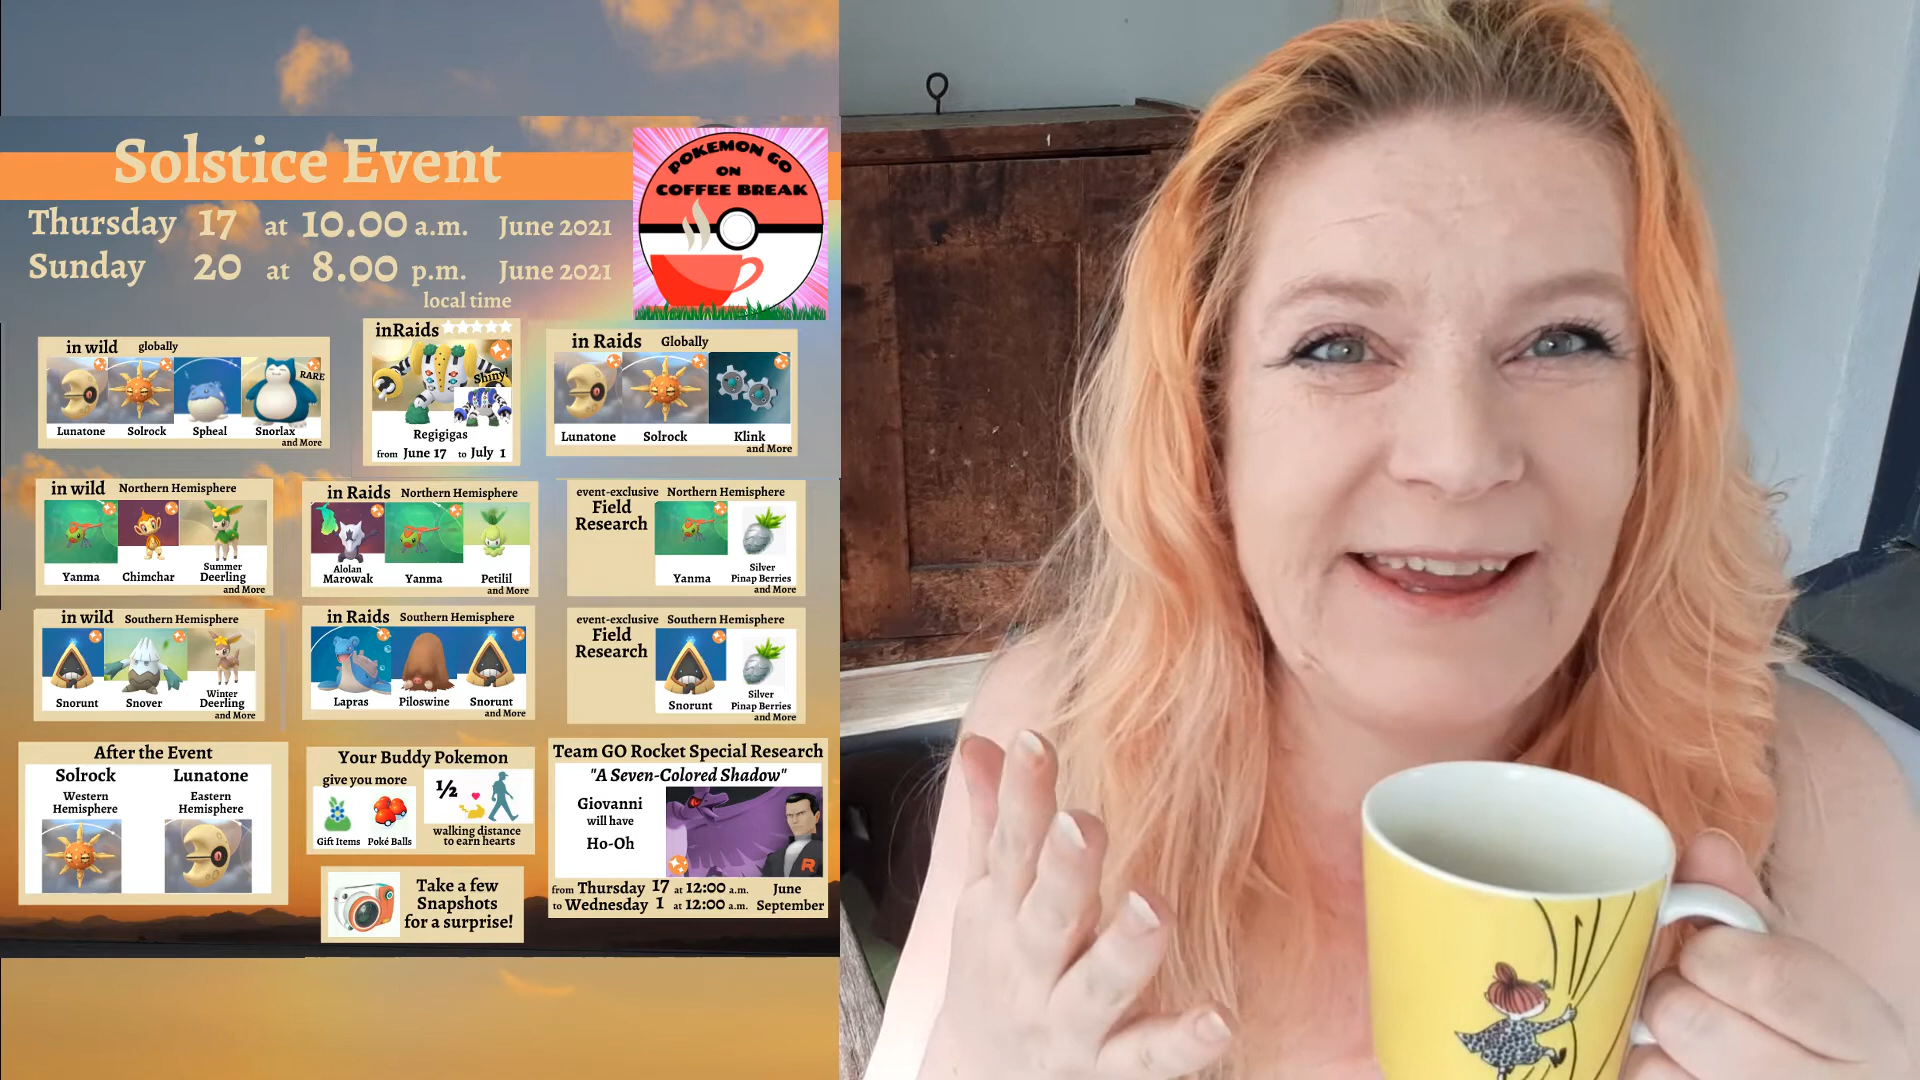 Solstice Event
Thursday 17 at 10.00 a.m. June 2021
Sunday 20 at 8.00 p.m. June 2021
local time
POKEMON GO
ON
COFFEE BREAK
in wild globally
RARE
Lunatone Solrock Spheal Snorlax
and More
inRaids
Shiny!
Regigigas
from June 17 to July 1
in Raids Globally
Lunatone Solrock Klink
and More
in wild Northern Hemisphere
Yanma Chimchar Summer Deerling
and More
in Raids Northern Hemisphere
Alolan Marowak Yanma Petilil
and More
event-exclusive Northern Hemisphere
Field
Research
Yanma Silver Pinap Berries
and More
in wild Southern Hemisphere
Snorunt Snover Winter Deerling
and More
in Raids Southern Hemisphere
Lapras Piloswine Snorunt
and More
event-exclusive Southern Hemisphere
Field
Research
Snorunt Silver Pinap Berries
and More
After the Event
Solrock Lunatone
Western Hemisphere Eastern Hemisphere
Your Buddy Pokemon
give you more
Gift Items Poké Balls
½
walking distance
to earn hearts
Take a few
Snapshots
for a surprise!
Team GO Rocket Special Research
"A Seven-Colored Shadow"
Giovanni
will have
Ho-Oh
R
from Thursday 17 at 12:00 a.m. June
to Wednesday 1 at 12:00 a.m. September